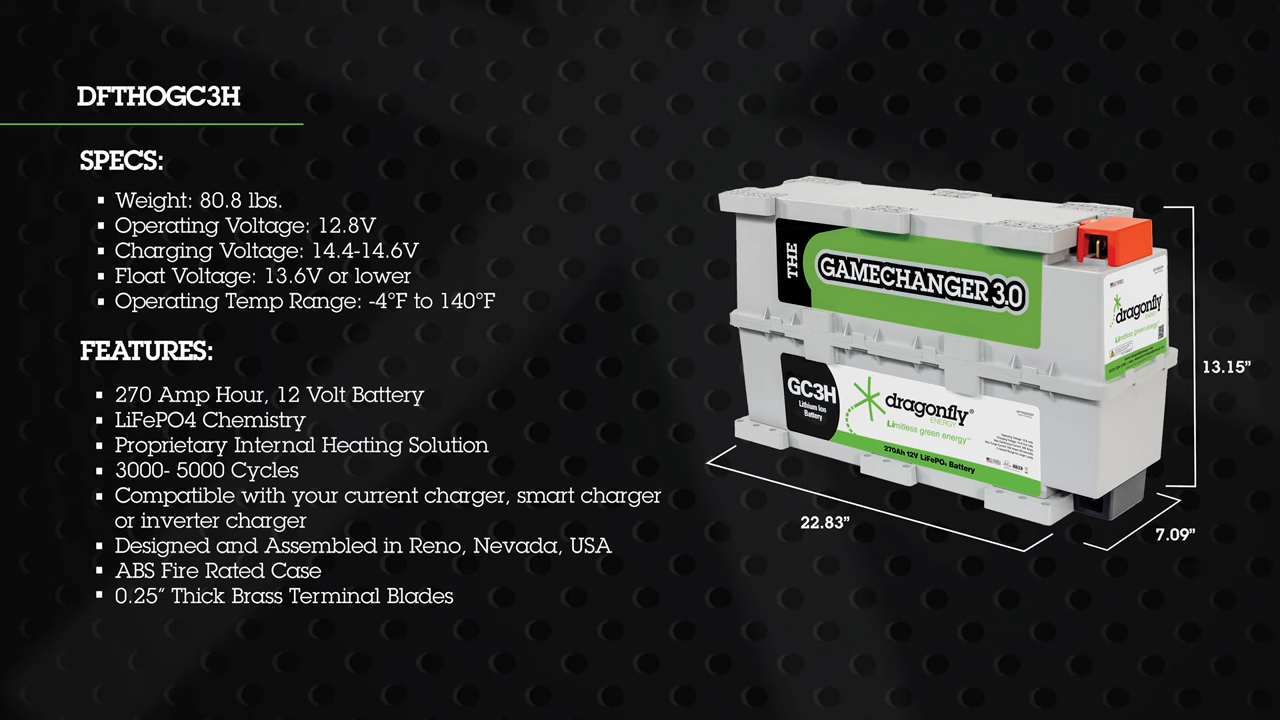 DFTHOGC3H
SPECS:
▪ Weight: 80.8 lbs.
▪ Operating Voltage: 12.8V
▪ Charging Voltage: 14.4-14.6V
▪ Float Voltage: 13.6V or lower
▪ Operating Temp Range: -4°F to 140°F
FEATURES:
▪ 270 Amp Hour, 12 Volt Battery
▪ LiFePO4 Chemistry
▪ Proprietary Internal Heating Solution
▪ 3000- 5000 Cycles
▪ Compatible with your current charger, smart charger
or inverter charger
▪ Designed and Assembled in Reno, Nevada, USA
▪ ABS Fire Rated Case
▪ 0.25” Thick Brass Terminal Blades
THE
GAMECHANGER 3.0
dragonfly
Limitless green energy
GC3H
Lithium Ion
Battery
dragonfly®
ENERGY
Limitless green energy™
270Ah 12V LiFePO₄ Battery
13.15”
22.83”
7.09”